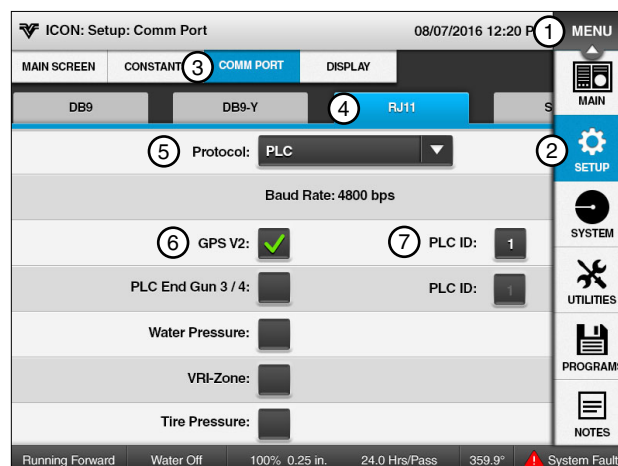 ICON: Setup: Comm Port 08/07/2016 12:20 P 1 MENU
MAIN SCREEN CONSTANT 3 COMM PORT DISPLAY
MAIN
DB9 DB9-Y 4 RJ11 S
5 Protocol: PLC 2 SETUP
Baud Rate: 4800 bps
SYSTEM
6 GPS V2: 7 PLC ID: 1
PLC End Gun 3 / 4: PLC ID: 1
UTILITIES
Water Pressure:
PROGRAMS
VRI-Zone:
Tire Pressure:
NOTES
Running Forward Water Off 100% 0.25 in. 24.0 Hrs/Pass 359.9° System Fault